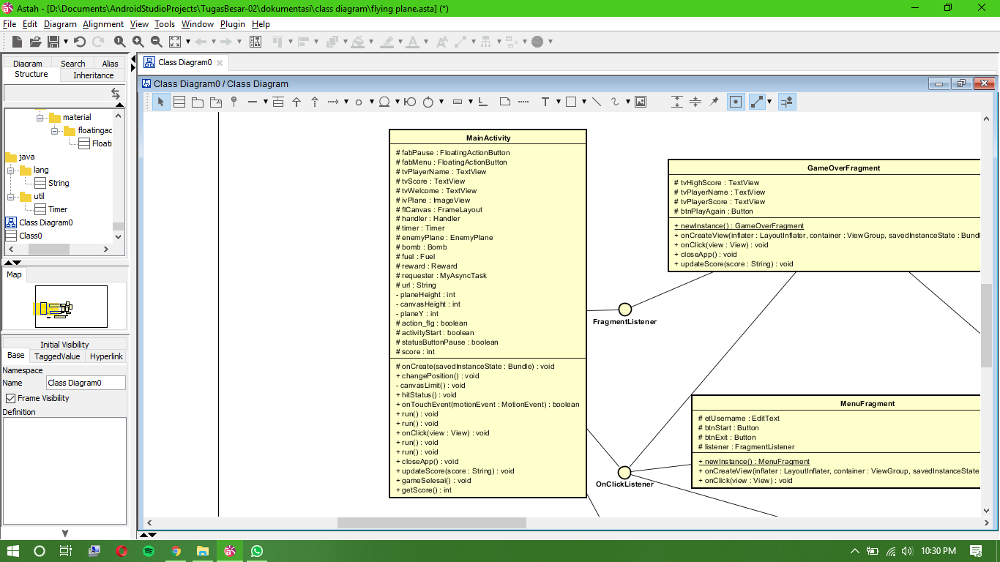 Astah - [D:\Documents\AndroidStudioProjects\TugasBesar-02\dokumentasi\class diagram\flying plane.asta] (*)
File Edit Diagram Alignment View Tools Window Plugin Help
Diagram Search Alias
Structure Inheritance
material
floatingac
Floati
java
lang
String
util
Timer
Class Diagram0
Class0
Map
Initial Visibility
Base TaggedValue Hyperlink
Namespace
Name Class Diagram0
Frame Visibility
Definition
Class Diagram0
Class Diagram0 / Class Diagram
MainActivity
# fabPause : FloatingActionButton
# fabMenu : FloatingActionButton
# tvPlayerName : TextView
# tvScore : TextView
# tvWelcome : TextView
# ivPlane : ImageView
# flCanvas : FrameLayout
# handler : Handler
# timer : Timer
# enemyPlane : EnemyPlane
# bomb : Bomb
# fuel : Fuel
# reward : Reward
# requester : MyAsyncTask
# url : String
- planeHeight : int
- canvasHeight : int
- planeY : int
# action_flg : boolean
# activityStart : boolean
# statusButtonPause : boolean
# score : int
# onCreate(savedInstanceState : Bundle) : void
+ changePosition() : void
- canvasLimit() : void
+ hitStatus() : void
+ onTouchEvent(motionEvent : MotionEvent) : boolean
+ run() : void
+ run() : void
+ onClick(view : View) : void
+ run() : void
+ run() : void
+ closeApp() : void
+ updateScore(score : String) : void
+ gameSelesai() : void
+ getScore() : int
GameOverFragment
# tvHighScore : TextView
# tvPlayerName : TextView
# tvPlayerScore : TextView
# btnPlayAgain : Button
+ newInstance() : GameOverFragment
+ onCreateView(inflater : LayoutInflater, container : ViewGroup, savedInstanceState : Bundl
+ onClick(view : View) : void
+ closeApp() : void
+ updateScore(score : String) : void
FragmentListener
OnClickListener
MenuFragment
# etUsername : EditText
# btnStart : Button
# btnExit : Button
# listener : FragmentListener
+ newInstance() : MenuFragment
+ onCreateView(inflater : LayoutInflater, container : ViewGroup, savedInstanceState
+ onClick(view : View) : void
10:30 PM